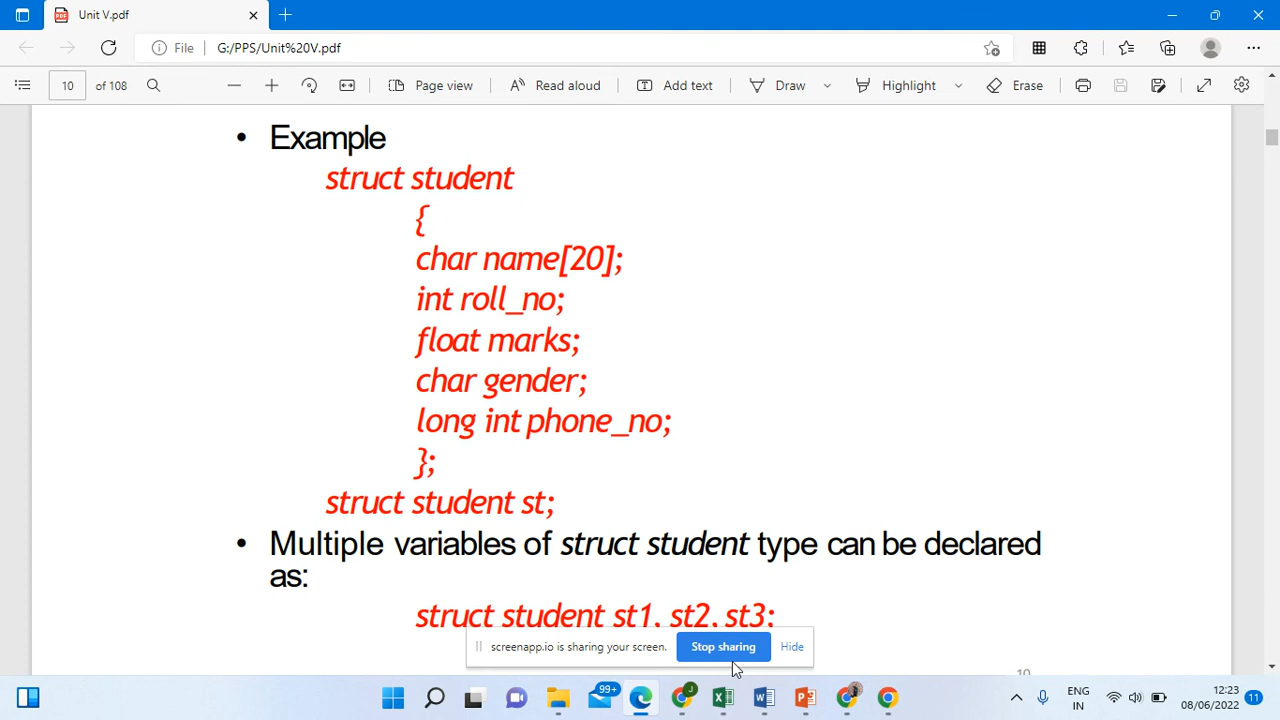 Unit V.pdf
File G:/PPS/Unit%20V.pdf
10 of 108 Page view Read aloud Add text Draw Highlight Erase
• Example
struct student
{
char name[20];
int roll_no;
float marks;
char gender;
long int phone_no;
};
struct student st;
• Multiple variables of struct student type can be declared
as:
struct student st1, st2, st3;
screenapp.io is sharing your screen. Stop sharing Hide
10
99+ J ENG 12:23
IN 08/06/2022 11